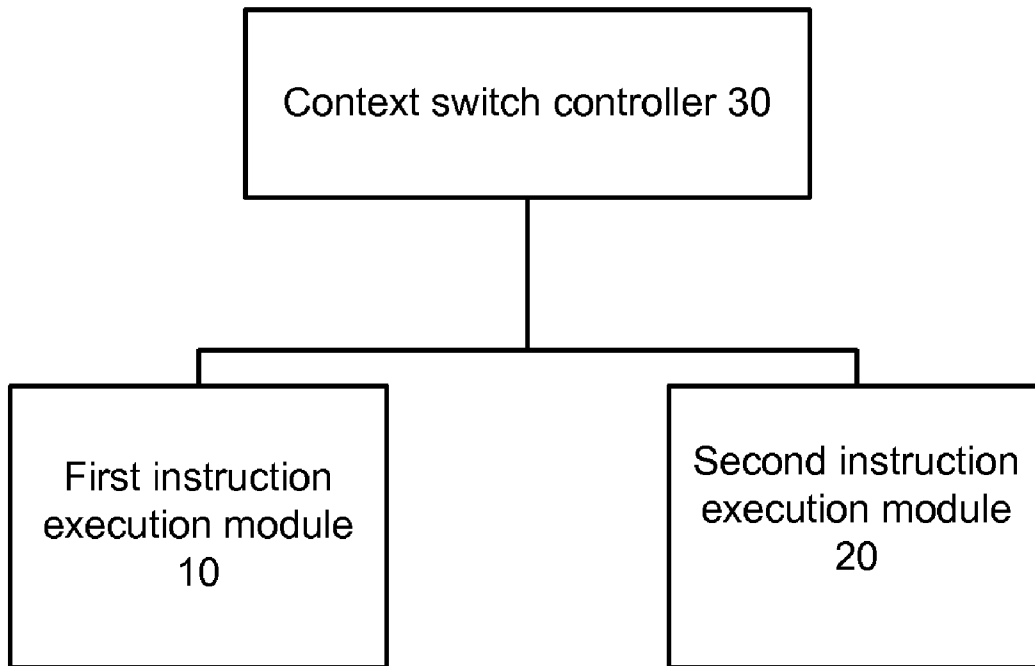 Context switch controller 30
First instruction
execution module
10
Second instruction
execution module
20